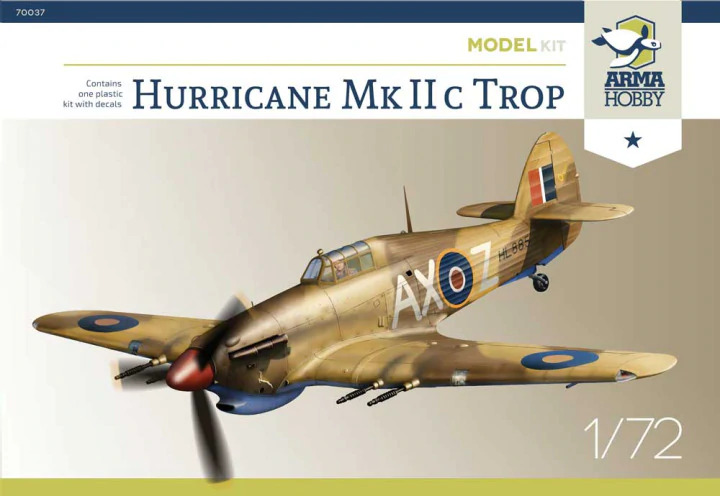 70037
MODEL KIT
Contains
one plastic
kit with decals
HURRICANE MK II C TROP
ARMA
HOBBY
AX Z
HL885
1/72